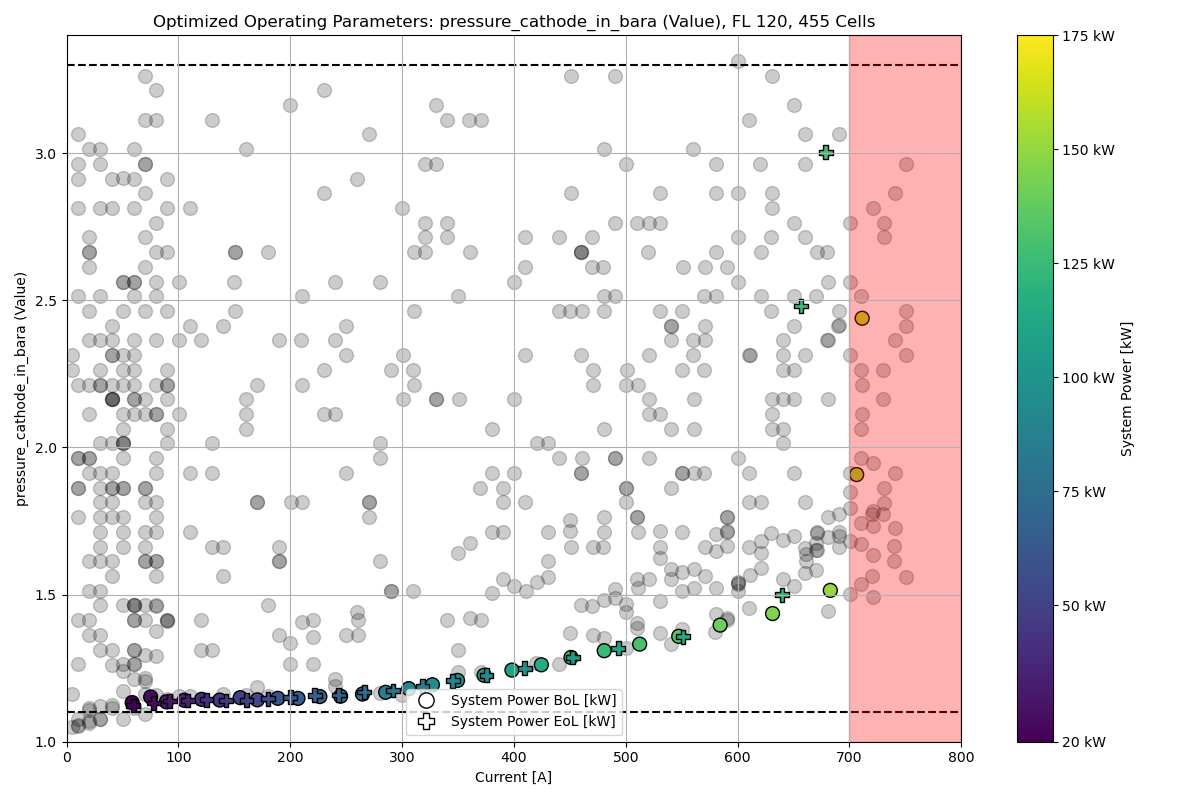 Optimized Operating Parameters: pressure_cathode_in_bara (Value), FL 120, 455 Cells
pressure_cathode_in_bara (Value)
3.0
2.5
2.0
1.5
1.0
0
100
200
300
400
500
600
700
800
Current [A]
System Power BoL [kW]
System Power EoL [kW]
175 kW
150 kW
125 kW
100 kW
75 kW
50 kW
20 kW
System Power [kW]